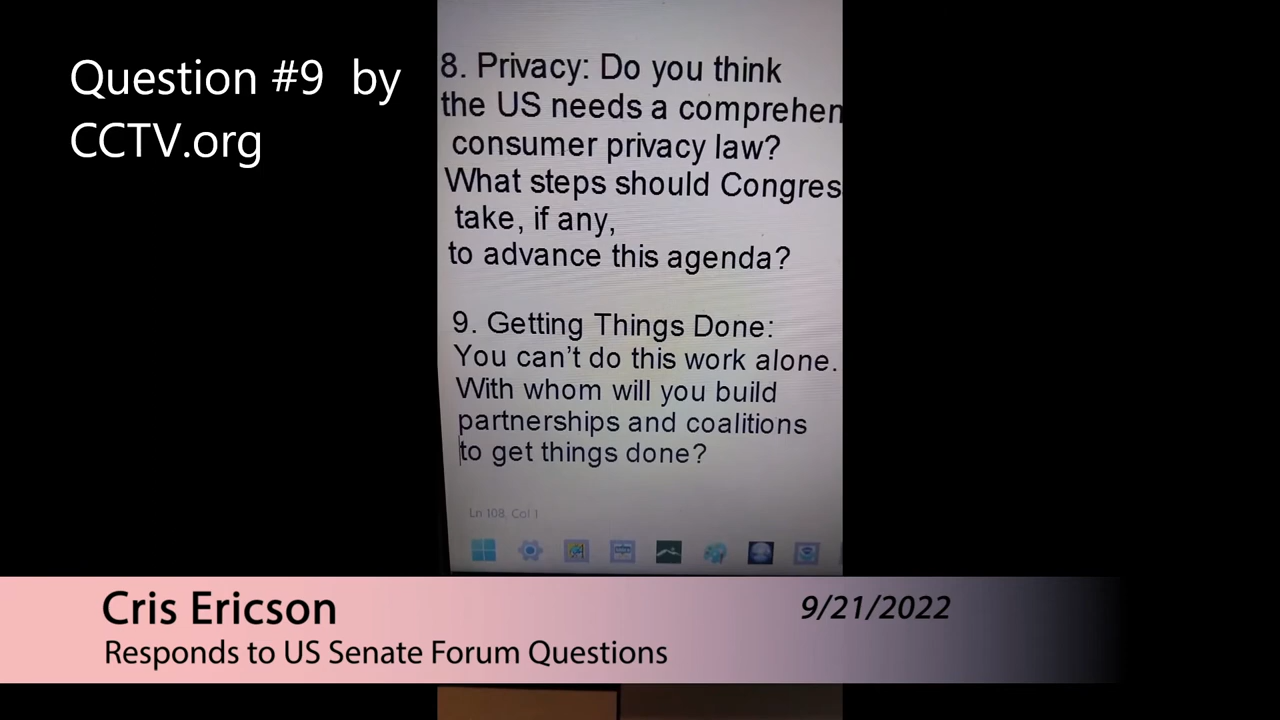 Question #9 by
CCTV.org
8. Privacy: Do you think
the US needs a comprehen
consumer privacy law?
What steps should Congres
take, if any,
to advance this agenda?
9. Getting Things Done:
You can’t do this work alone.
With whom will you build
partnerships and coalitions
to get things done?
Ln 108, Col 1
Cris Ericson
9/21/2022
Responds to US Senate Forum Questions